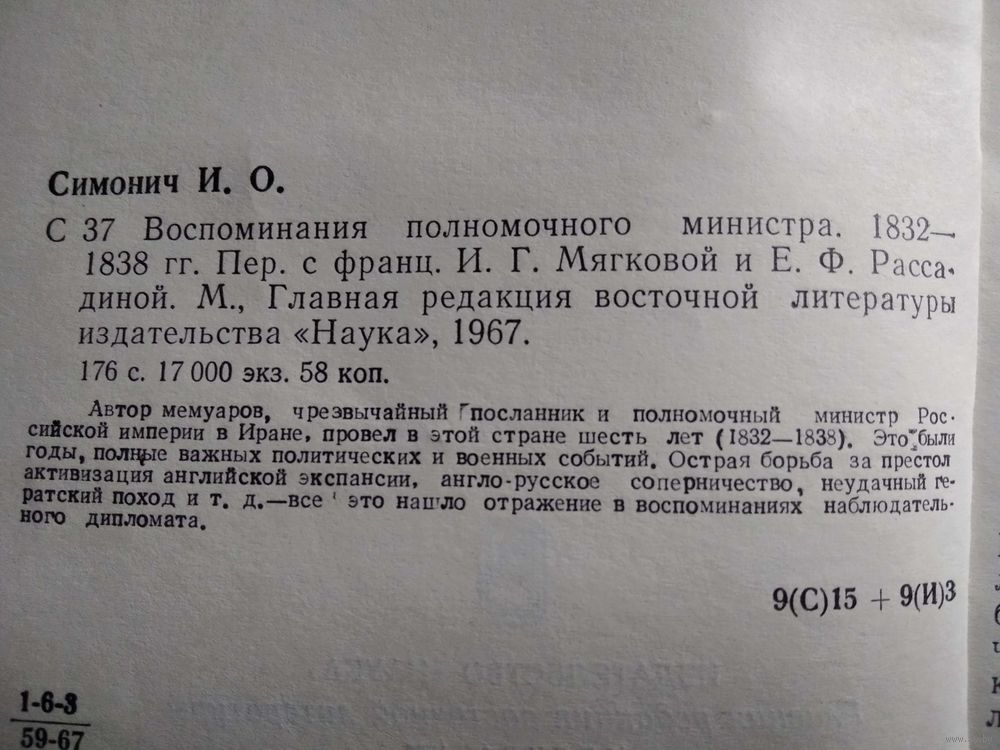 Симонич И. О.
С 37 Воспоминания полномочного министра. 1832—
1838 гг. Пер. с франц. И. Г. Мягковой и Е. Ф. Расса-
диной. М., Главная редакция восточной литературы
издательства «Наука», 1967.
176 с. 17 000 экз. 58 коп.
Автор мемуаров, чрезвычайный посланник и полномочный министр Рос-
сийской империи в Иране, провел в этой стране шесть лет (1832—1838). Это были
годы, полные важных политических и военных событий. Острая борьба за престол
активизация английской экспансии, англо-русское соперничество, неудачный ге-
ратский поход и т. д.—все это нашло отражение в воспоминаниях наблюдатель-
ного дипломата.
9(С)15 + 9(И)3
1-6-3
59-67